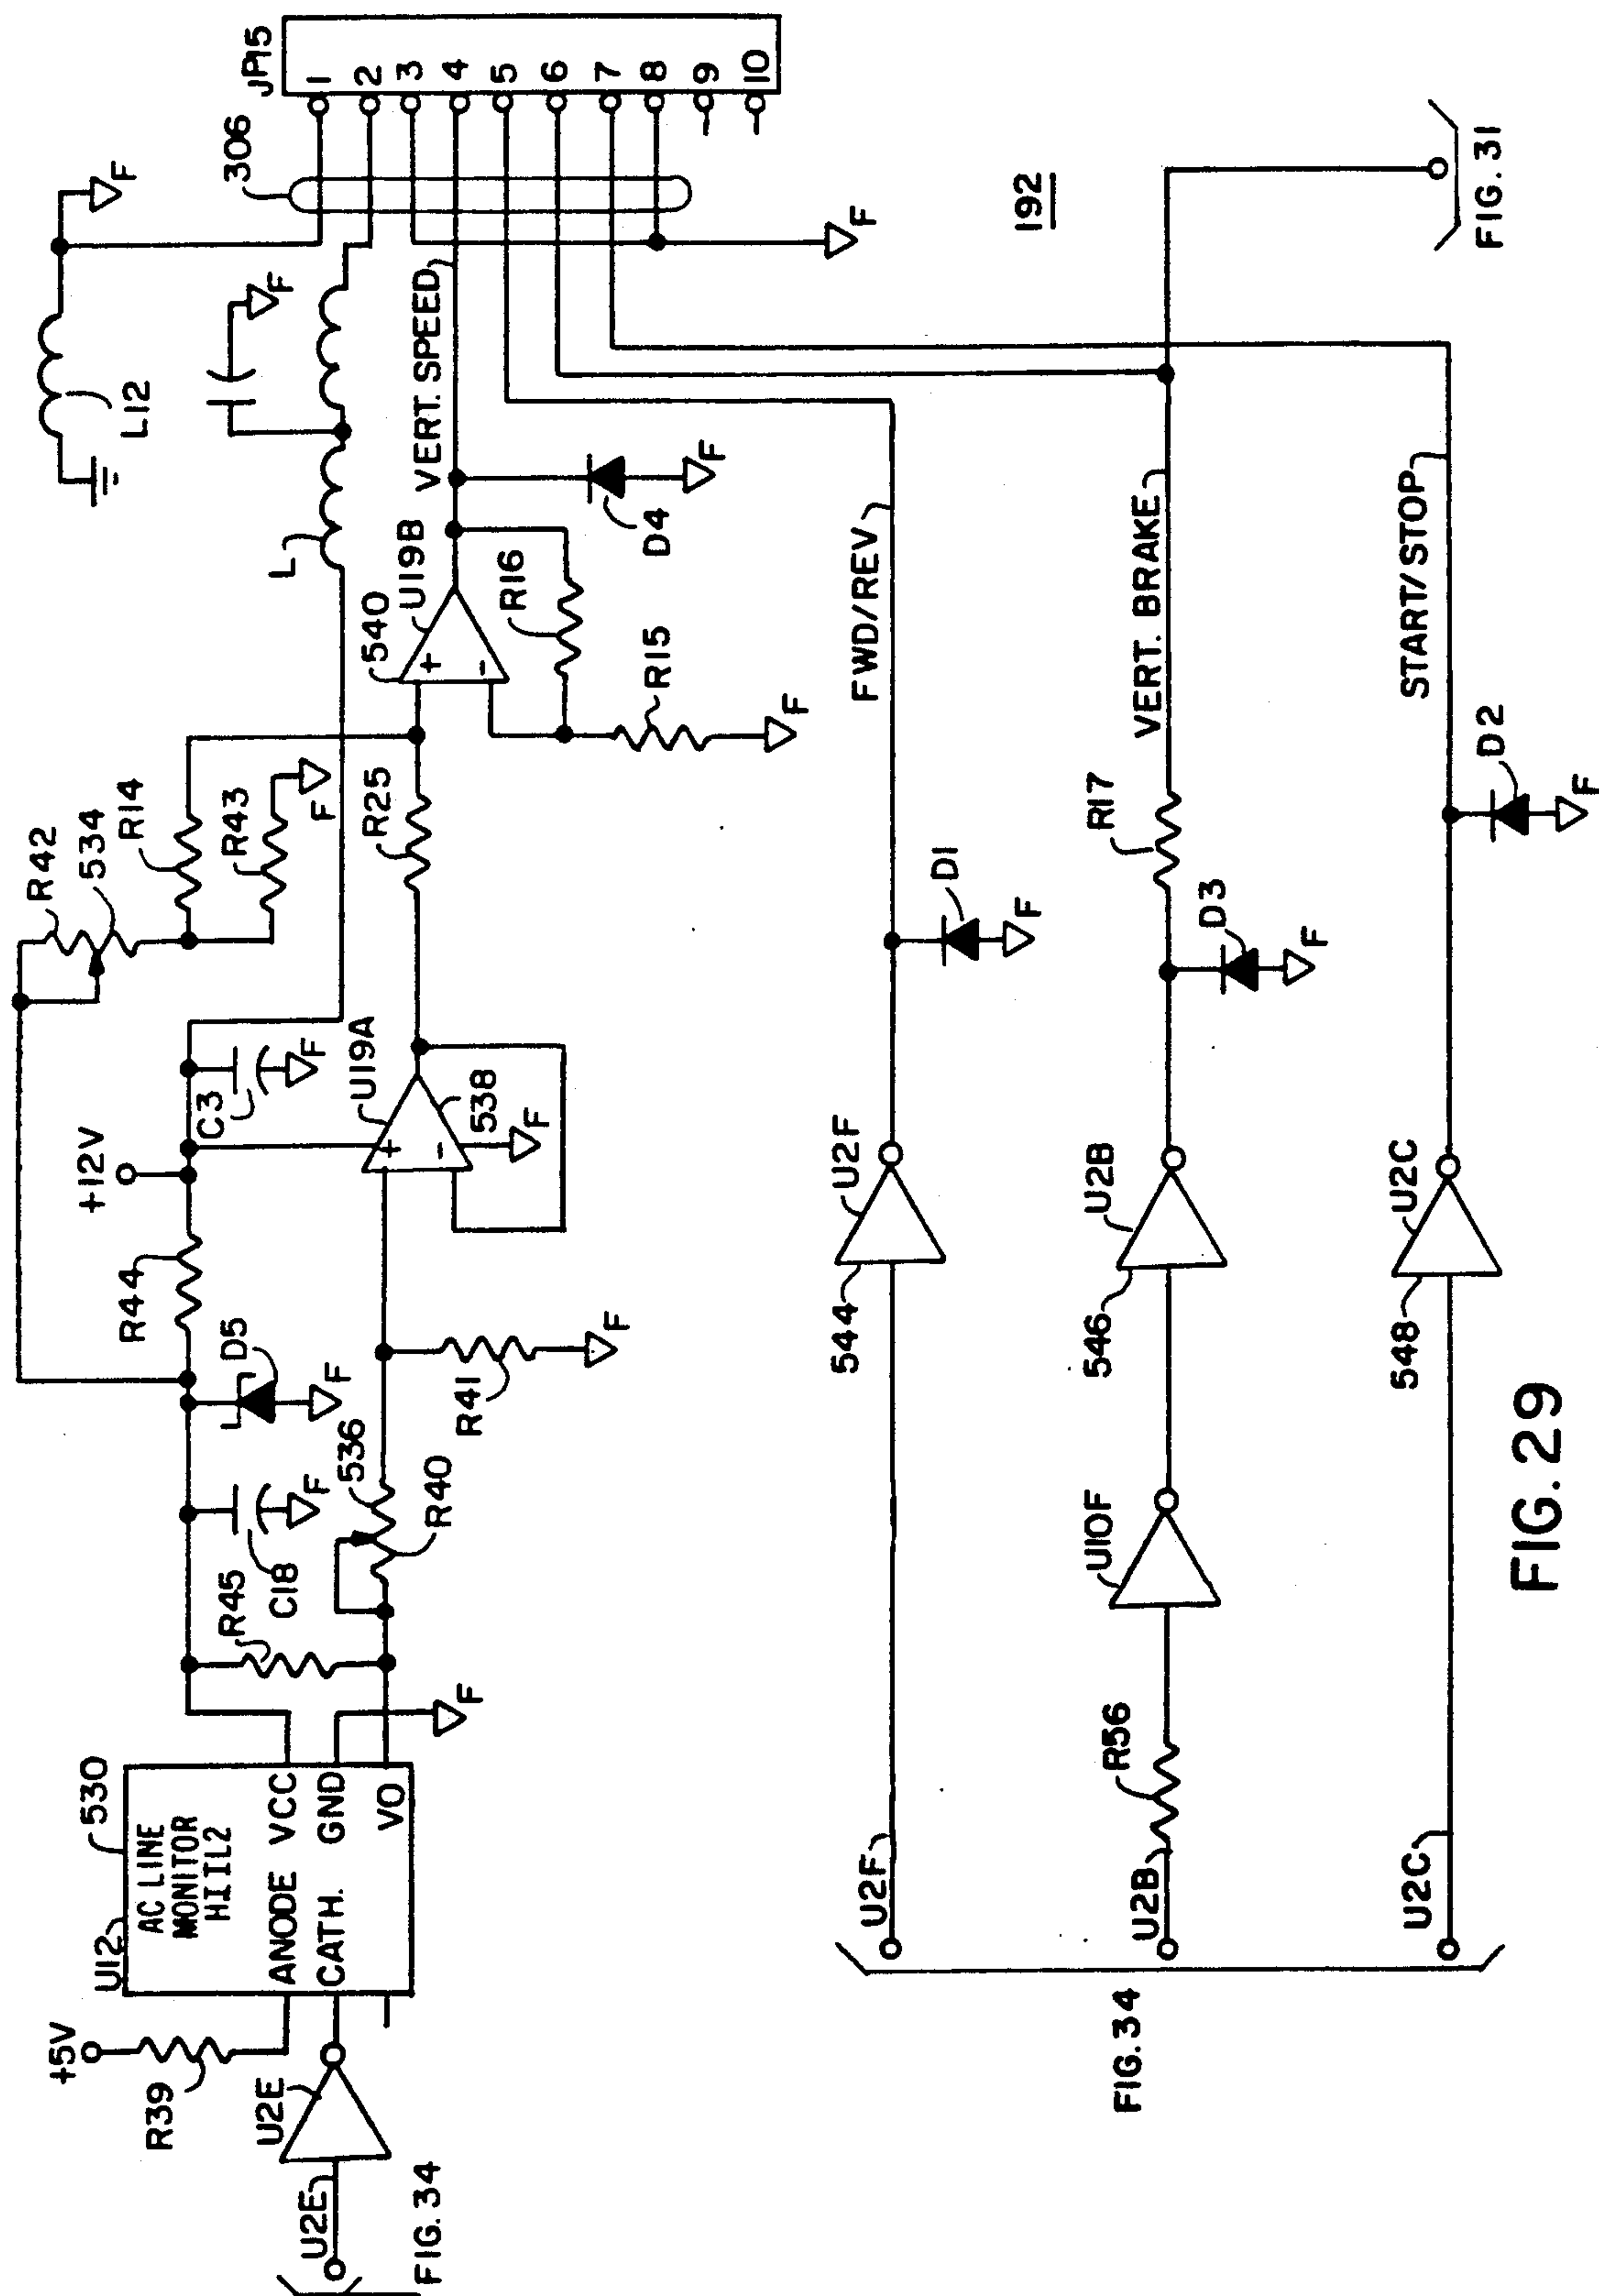 JP15
1
2
3
4
5
6
7
8
9
10
306
F
L12
F
L
VERT. SPEED
F
192
FIG. 31
R42
534
R14
R43
F
R25
540
U19B
R16
R15
F
D4
F
+12V
C3
F
U19A
538
F
R44
D5
F
R41
F
536
R40
C18
F
R45
530
U12
AC LINE
MONITOR
H11L2
ANODE VCC
CATH. GND
VO
F
+5V
R39
U2E
U2E
FIG. 34
FWD/REV
D1
F
U2F
544
U2F
VERT. BRAKE
R17
D3
F
U2B
546
U10F
R56
U2B
START/STOP
D2
F
U2C
548
U2C
FIG. 34
FIG. 29